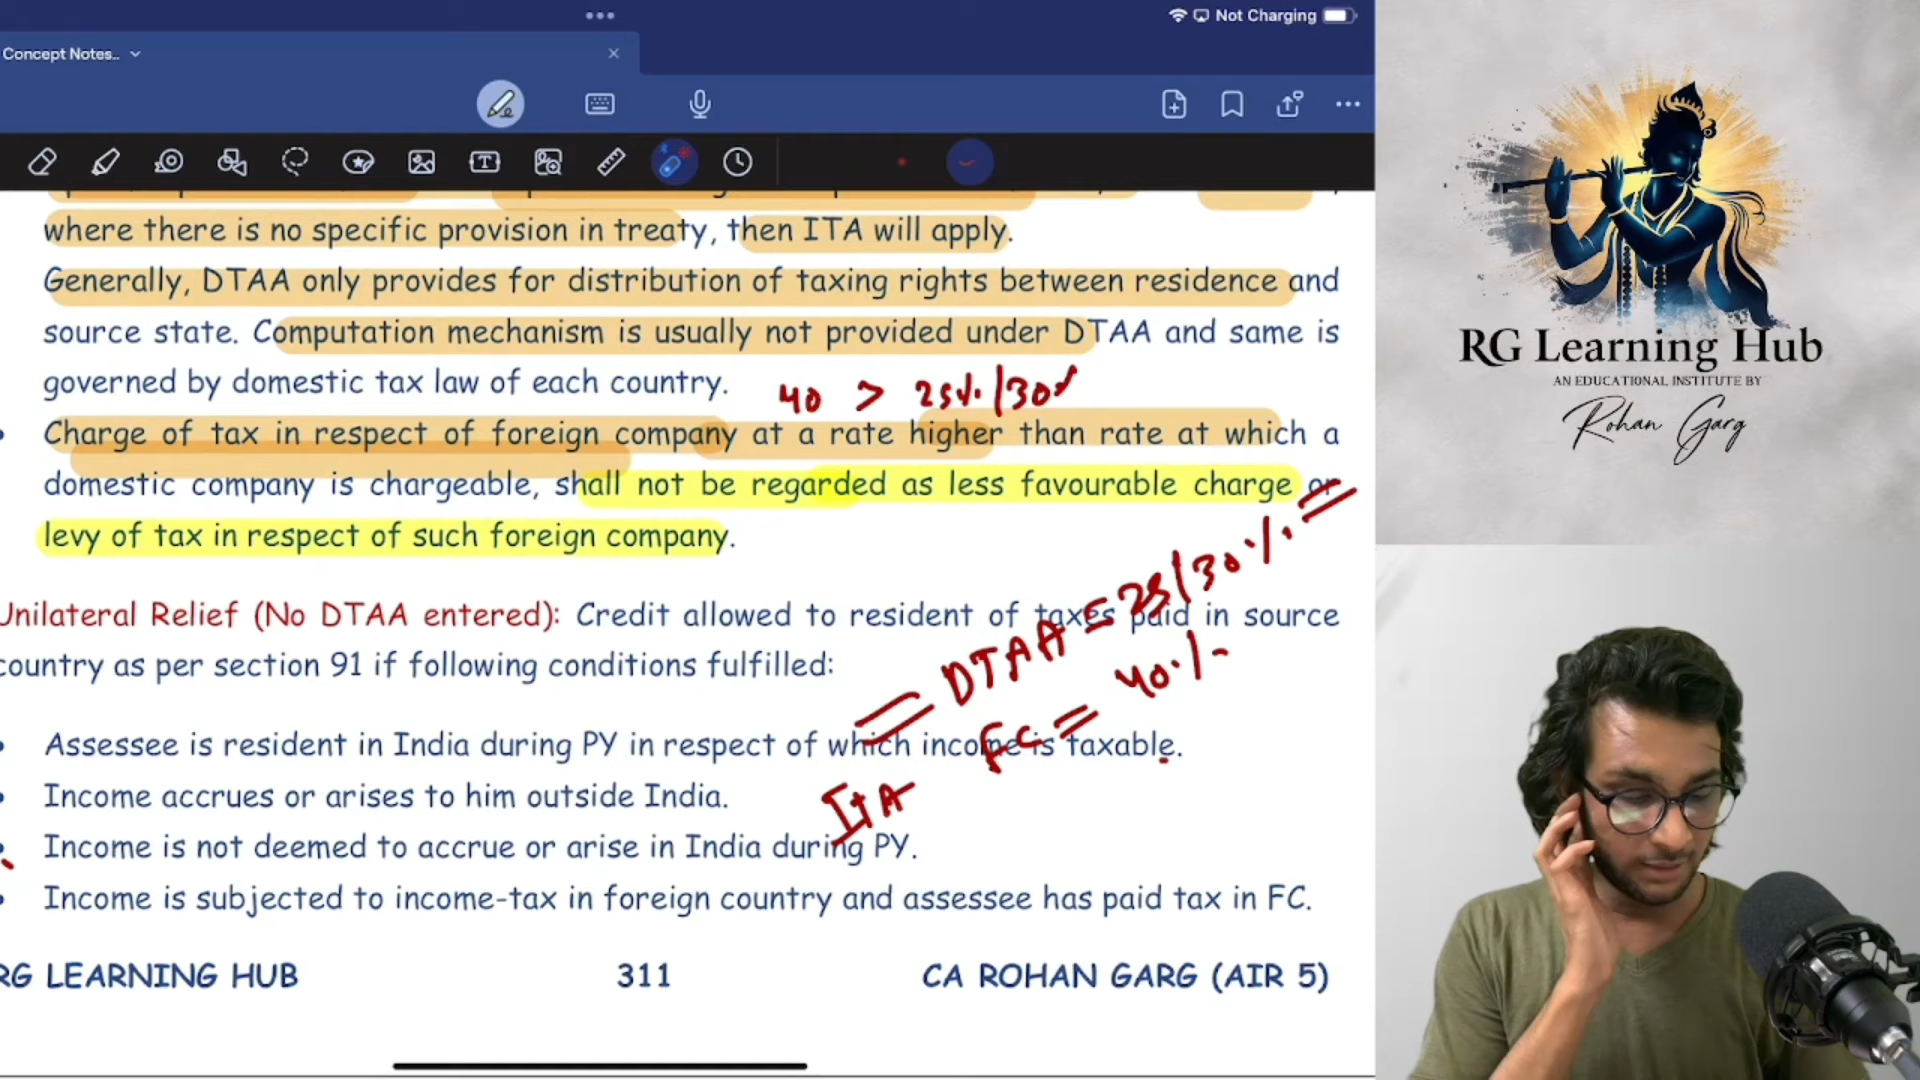 Not Charging
Concept Notes..
where there is no specific provision in treaty, then ITA will apply.
Generally, DTAA only provides for distribution of taxing rights between residence and
source state. Computation mechanism is usually not provided under DTAA and same is
governed by domestic tax law of each country.
40 > 25%/30%
Charge of tax in respect of foreign company at a rate higher than rate at which a
domestic company is chargeable, shall not be regarded as less favourable charge or
levy of tax in respect of such foreign company.
Unilateral Relief (No DTAA entered): Credit allowed to resident of taxes paid in source
country as per section 91 if following conditions fulfilled:
= DTAA = 25/30% =
ITA FC = 40%
Assessee is resident in India during PY in respect of which income is taxable.
Income accrues or arises to him outside India.
Income is not deemed to accrue or arise in India during PY.
Income is subjected to income-tax in foreign country and assessee has paid tax in FC.
RG LEARNING HUB 311 CA ROHAN GARG (AIR 5)
RG Learning Hub
AN EDUCATIONAL INSTITUTE BY
Rohan Garg